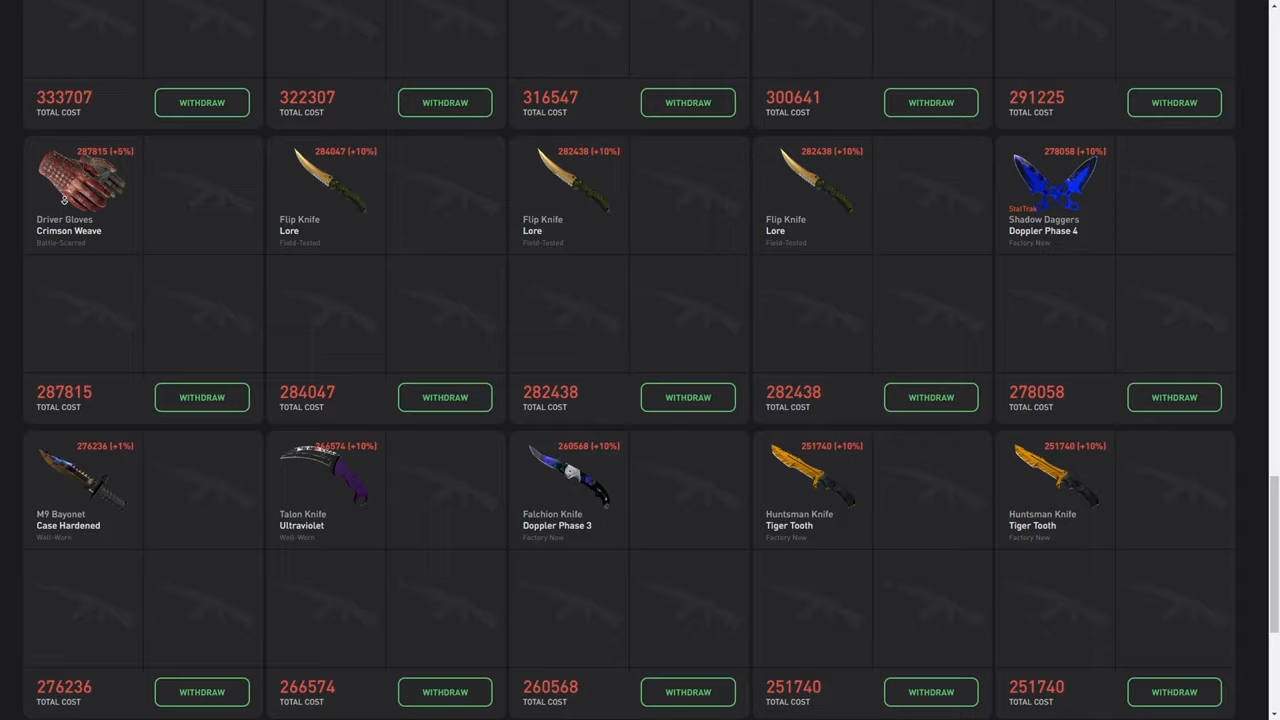 333707
TOTAL COST
WITHDRAW
322307
TOTAL COST
WITHDRAW
316547
TOTAL COST
WITHDRAW
300641
TOTAL COST
WITHDRAW
291225
TOTAL COST
WITHDRAW
287815 (+5%)
Driver Gloves
Crimson Weave
Battle-Scarred
287815
TOTAL COST
WITHDRAW
284047 (+10%)
Flip Knife
Lore
Field-Tested
284047
TOTAL COST
WITHDRAW
282438 (+10%)
Flip Knife
Lore
Field-Tested
282438
TOTAL COST
WITHDRAW
282438 (+10%)
Flip Knife
Lore
Field-Tested
282438
TOTAL COST
WITHDRAW
278058 (+10%)
StatTrak
Shadow Daggers
Doppler Phase 4
Factory New
278058
TOTAL COST
WITHDRAW
276236 (+1%)
M9 Bayonet
Case Hardened
Well-Worn
276236
TOTAL COST
WITHDRAW
266574 (+10%)
Talon Knife
Ultraviolet
Well-Worn
266574
TOTAL COST
WITHDRAW
260568 (+10%)
Falchion Knife
Doppler Phase 3
Factory New
260568
TOTAL COST
WITHDRAW
251740 (+10%)
Huntsman Knife
Tiger Tooth
Factory New
251740
TOTAL COST
WITHDRAW
251740 (+10%)
Huntsman Knife
Tiger Tooth
Factory New
251740
TOTAL COST
WITHDRAW